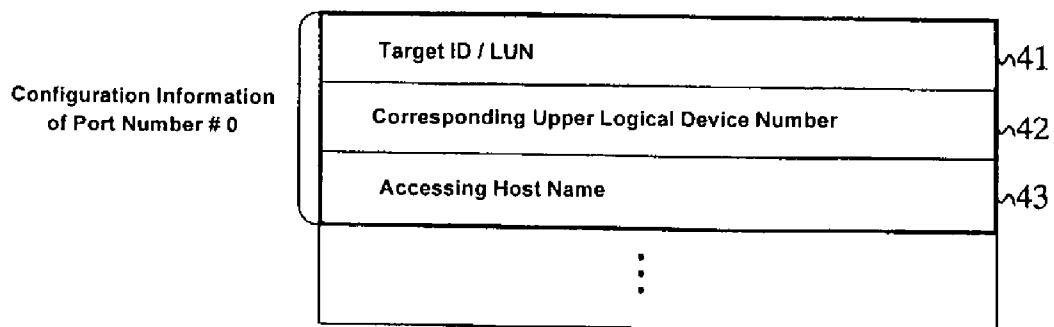 Configuration Information
of Port Number # 0
Target ID / LUN
41
Corresponding Upper Logical Device Number
42
Accessing Host Name
43